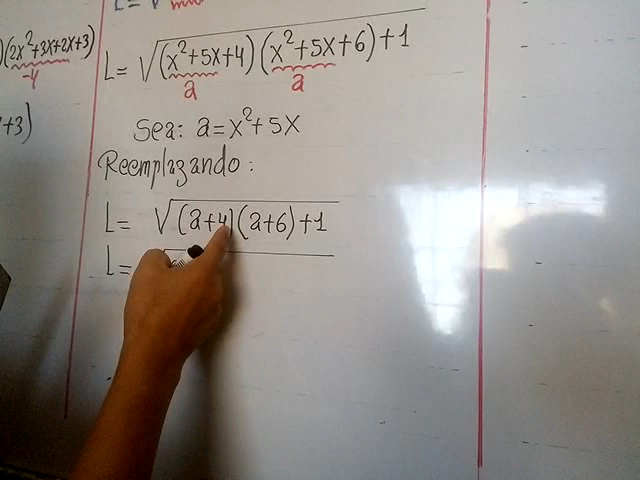 )(2x²+3x+2x+3)
-4
+3)
L= √(x²+5x+4)(x²+5x+6)+1
a a
Sea: a=x²+5x
Reemplazando:
L= √(a+4)(a+6)+1
L=